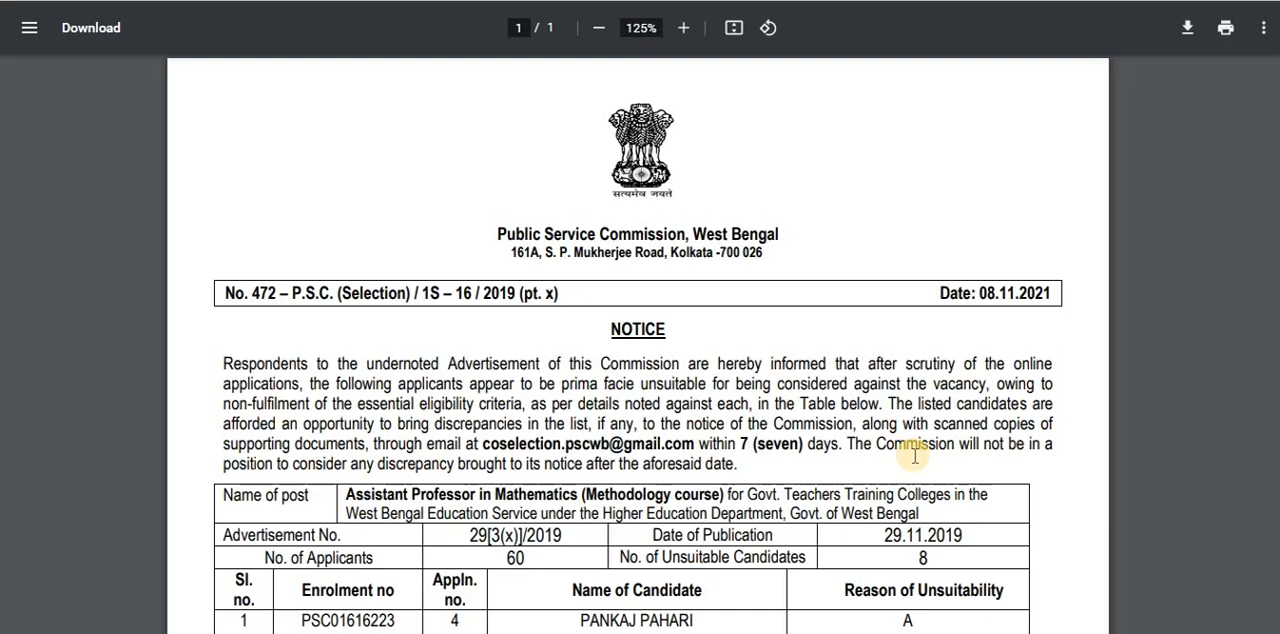 Download
1 / 1
125%
सत्यमेव जयते
Public Service Commission, West Bengal
161A, S. P. Mukherjee Road, Kolkata -700 026
No. 472 – P.S.C. (Selection) / 1S – 16 / 2019 (pt. x) Date: 08.11.2021
NOTICE
Respondents to the undernoted Advertisement of this Commission are hereby informed that after scrutiny of the online
applications, the following applicants appear to be prima facie unsuitable for being considered against the vacancy, owing to
non-fulfilment of the essential eligibility criteria, as per details noted against each, in the Table below. The listed candidates are
afforded an opportunity to bring discrepancies in the list, if any, to the notice of the Commission, along with scanned copies of
supporting documents, through email at coselection.pscwb@gmail.com within 7 (seven) days. The Commission will not be in a
position to consider any discrepancy brought to its notice after the aforesaid date.
Name of post Assistant Professor in Mathematics (Methodology course) for Govt. Teachers Training Colleges in the
West Bengal Education Service under the Higher Education Department, Govt. of West Bengal
Advertisement No. 29[3(x)]/2019 Date of Publication 29.11.2019
No. of Applicants 60 No. of Unsuitable Candidates 8
Sl. no. Enrolment no Appln. no. Name of Candidate Reason of Unsuitability
1 PSC01616223 4 PANKAJ PAHARI A